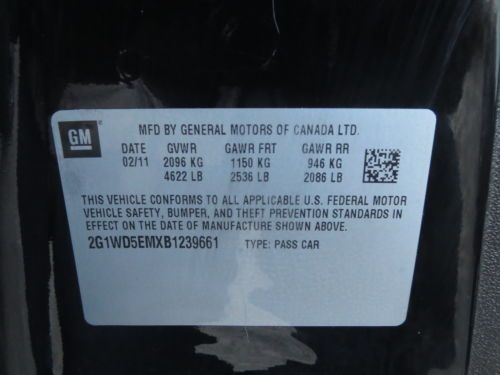 GM
MFD BY GENERAL MOTORS OF CANADA LTD.
DATE GVWR GAWR FRT GAWR RR
02/11 2096 KG 1150 KG 946 KG
4622 LB 2536 LB 2086 LB
THIS VEHICLE CONFORMS TO ALL APPLICABLE U.S. FEDERAL MOTOR
VEHICLE SAFETY, BUMPER, AND THEFT PREVENTION STANDARDS
IN EFFECT ON THE DATE OF MANUFACTURE SHOWN ABOVE.
2G1WD5EMXB1239661 TYPE: PASS CAR